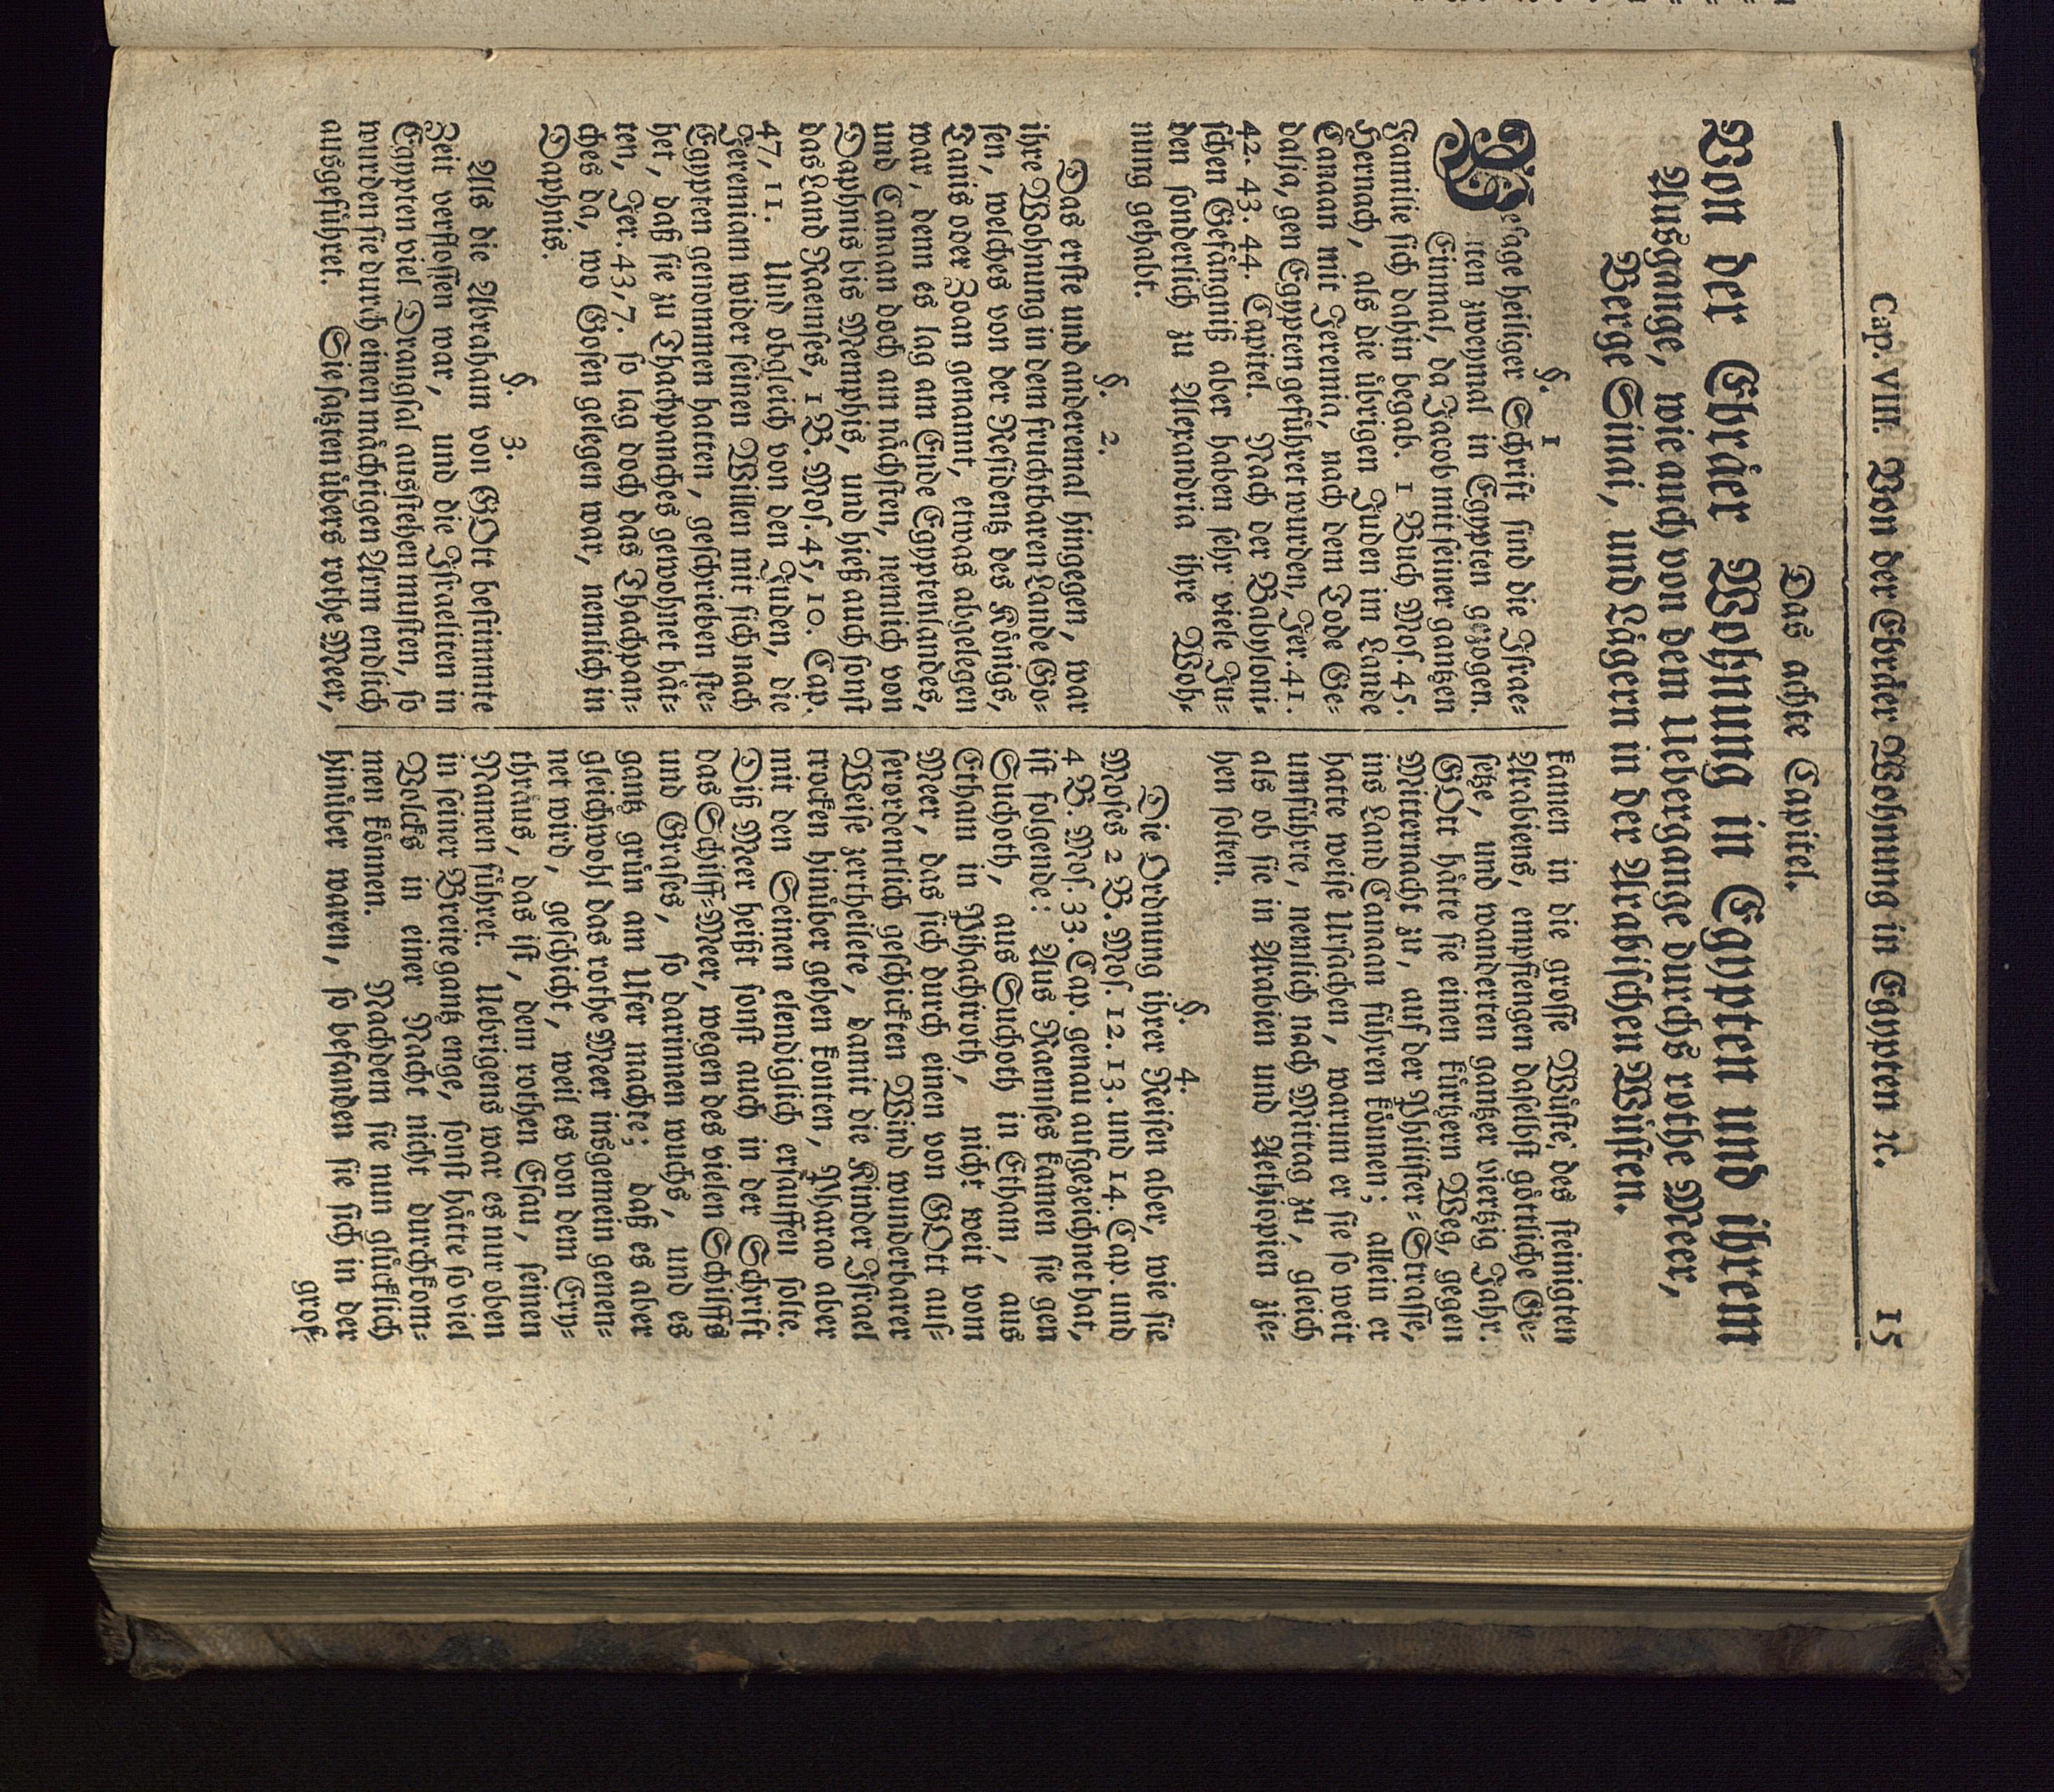 Cap. VIII. Von der Ebräer Wohnung in Egypten ꝛc. 15
Das achte Capitel.
Von der Ebräer Wohnung in Egypten und ihrem
Ausgange, wie auch von dem Uebergange durchs rothe Meer,
Berge Sinai, und Lägern in der Arabischen Wüsten.
§. 1
Besage heiliger Schrift sind die Israe-
liten zweymal in Egypten gezogen.
Einmal, da Jacob mit seiner gantzen
Familie sich dahin begab. 1 Buch Mos. 45.
Hernach, als die übrigen Juden im Lande
Canaan mit Jeremia, nach dem Tode Ge-
dalja, gen Egypten geführet wurden, Jer. 41.
42. 43. 44. Capitel. Nach der Babyloni-
schen Gefängniß aber haben sehr viele Ju-
den sonderlich zu Alexandria ihre Woh-
nung gehabt.
§. 2.
Das erste und anderemal hingegen, war
ihre Wohnung in dem fruchtbaren Lande Go-
sen, welches von der Residentz des Königs,
Tanis oder Zoan genannt, etwas abgelegen
war, denn es lag am Ende Egyptenlandes,
und Canaan doch am nächsten, nemlich von
Daphnis bis Memphis, und hieß auch sonst
das Land Raemses, 1 B. Mos. 45, 10. Cap.
47, 11. Und obgleich von den Juden, die
Jeremiam wider seinen Willen mit sich nach
Egypten genommen hatten, geschrieben ste-
het, daß sie zu Thachpanches gewohnet hät-
ten, Jer. 43, 7. so lag doch das Thachpan-
ches da, wo Gosen gelegen war, nemlich in
Daphnis.
§. 3.
Als die Abraham von GOtt bestimmte
Zeit verflossen war, und die Israeliten in
Egypten viel Drangsal ausstehen musten, so
wurden sie durch einen mächtigen Arm endlich
ausgeführet. Sie satzten übers rothe Meer,
kamen in die grosse Wüste, des steinigten
Arabiens, empfiengen daselbst göttliche Ge-
setze, und wanderten gantzer viertzig Jahr.
GOtt hätte sie einen kürtzern Weg, gegen
Mitternacht zu, auf der Philister-Strasse,
ins Land Canaan führen können; allein er
hatte weise Ursachen, warum er sie so weit
umführte, nemlich nach Mittag zu, gleich
als ob sie in Arabien und Aethiopien zie-
hen solten.
§. 4.
Die Ordnung ihrer Reisen aber, wie sie
Moses 2 B. Mos. 12. 13. und 14. Cap. und
4 B. Mos. 33. Cap. genau aufgezeichnet hat,
ist folgende: Aus Raemses kamen sie gen
Suchoth, aus Suchoth in Etham, aus
Etham in Pihachiroth, nicht weit vom
Meer, das sich durch einen von GOtt aus-
serordentlich geschickten Wind wunderbarer
Weise zertheilete, damit die Kinder Israel
trocken hinüber gehen konten, Pharao aber
mit den Seinen elendiglich ersauffen solte.
Diß Meer heißt sonst auch in der Schrift
das Schilff-Meer, wegen des vielen Schilffs
und Grases, so darinnen wuchs, und es
gantz grün am Ufer machte; daß es aber
gleichwohl das rothe Meer insgemein genen-
net wird, geschicht, weil es von dem Ery-
thräus, das ist, dem rothen Esau, seinen
Namen führet. Uebrigens war es nur oben
in seiner Breite gantz enge, sonst hätte so viel
Volcks in einer Nacht nicht durchkom-
men können. Nachdem sie nun glücklich
hinüber waren, so befanden sie sich in der
gros-